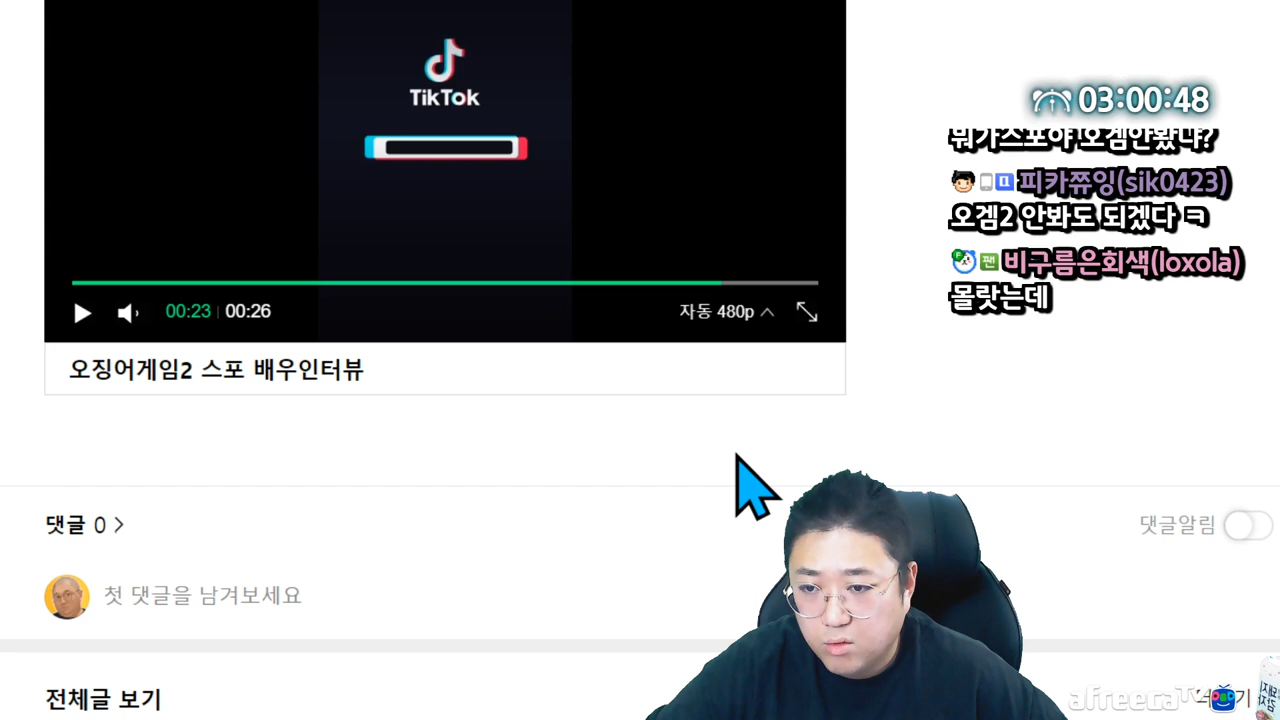 TikTok
03:00:48
뭐가스포야 오겜안봤냐?
피카쮸잉(sik0423)
오겜2 안봐도 되겠다 ㅋ
팬 비구름은회색(loxola)
몰랏는데
00:23 00:26
자동 480p
오징어게임2 스포 배우인터뷰
댓글 0
댓글알림
첫 댓글을 남겨보세요
전체글 보기
afreecaTV